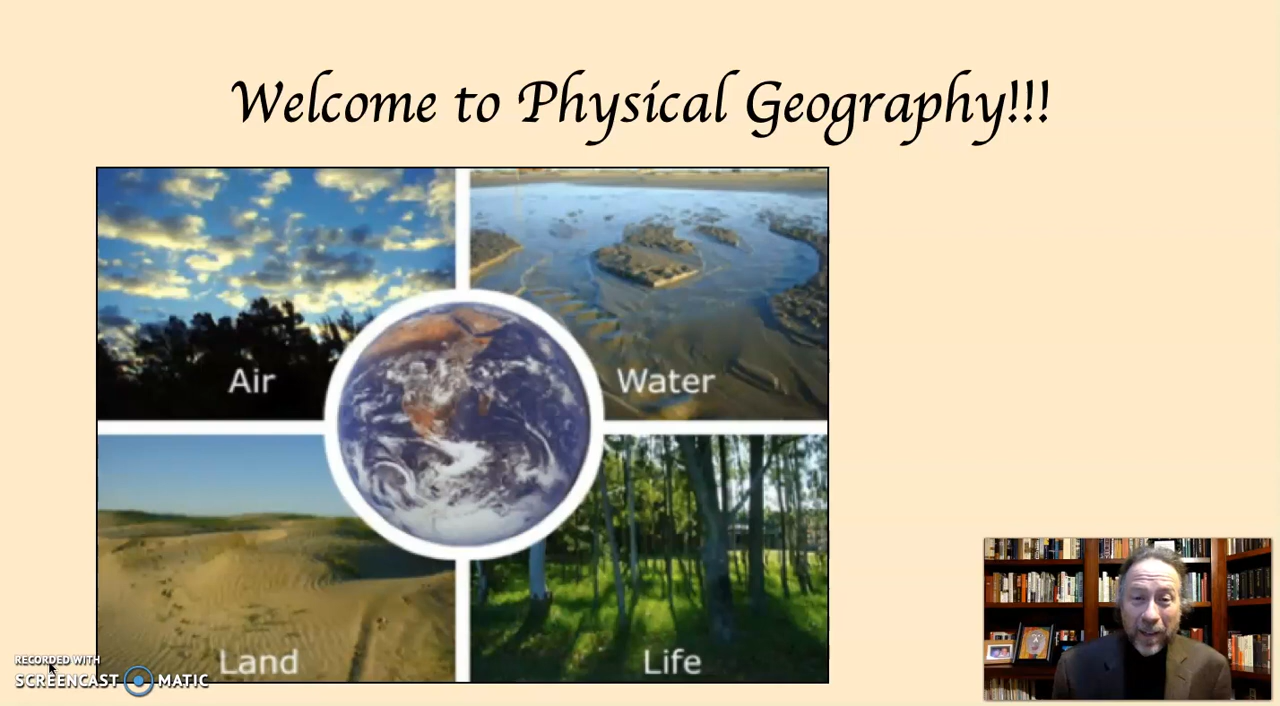 Welcome to Physical Geography!!!
Air
Water
Land
Life
RECORDED WITH
SCREENCAST MATIC